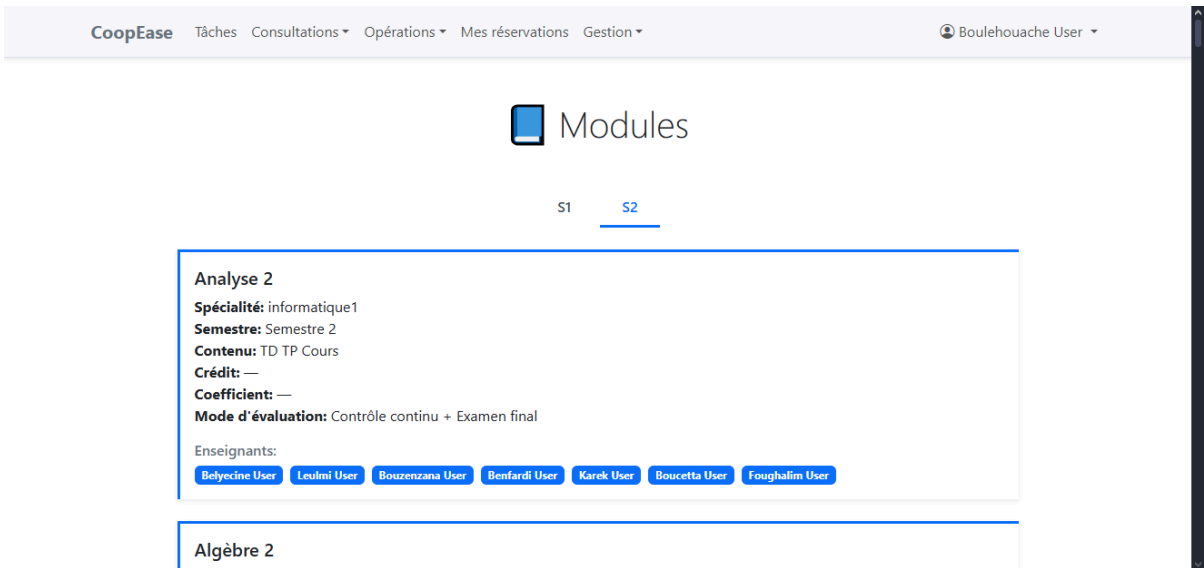 CoopEase Tâches Consultations Opérations Mes réservations Gestion Boulehouache User
Modules
S1 S2
Analyse 2
Spécialité: informatique1
Semestre: Semestre 2
Contenu: TD TP Cours
Crédit: —
Coefficient: —
Mode d'évaluation: Contrôle continu + Examen final
Enseignants:
Belyecine User Leulmi User Bouzenzana User Benfardi User Karek User Boucetta User Foughalim User
Algèbre 2